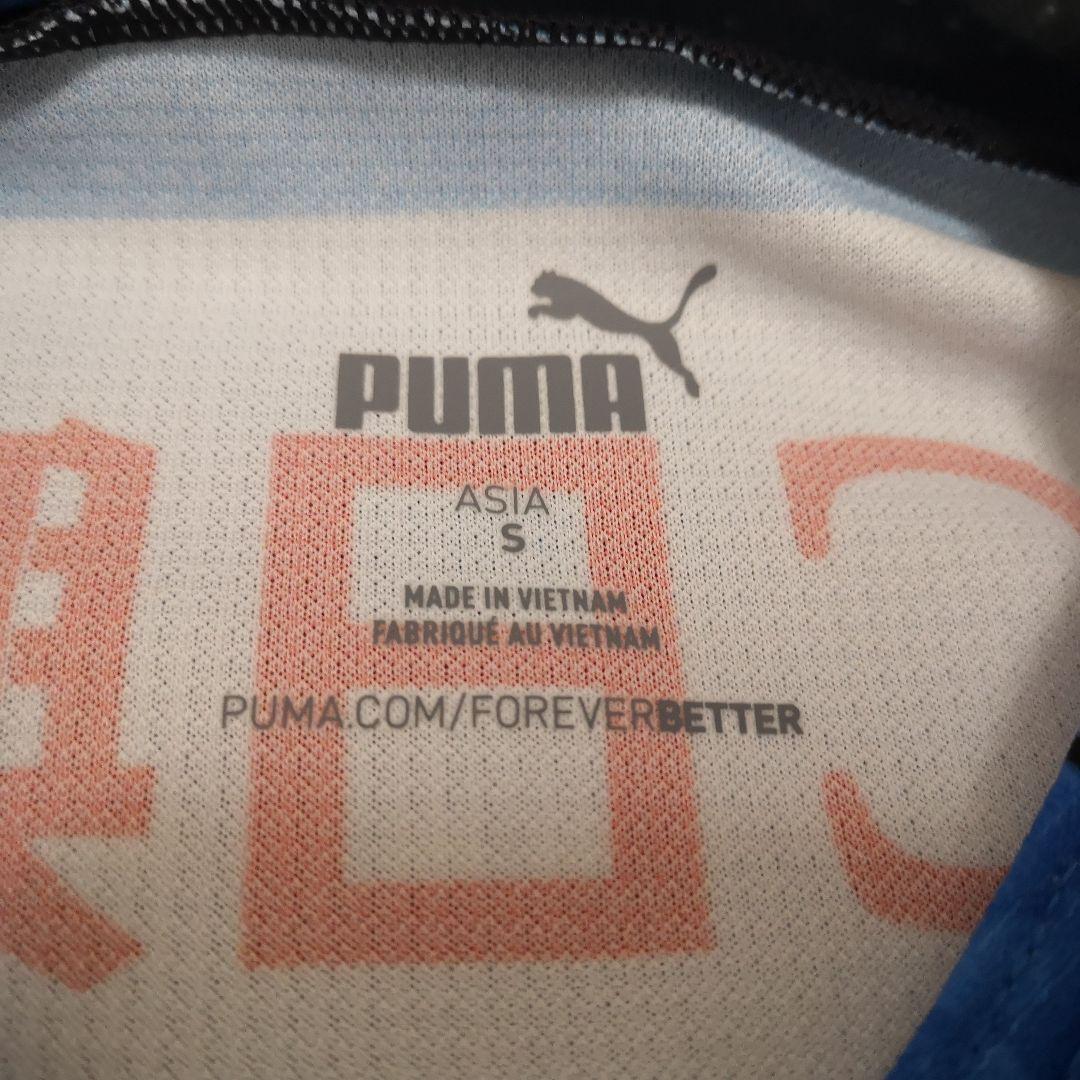 PUMA
ASIA
S
MADE IN VIETNAM
FABRIQUÉ AU VIETNAM
PUMA.COM/FOREVERBETTER